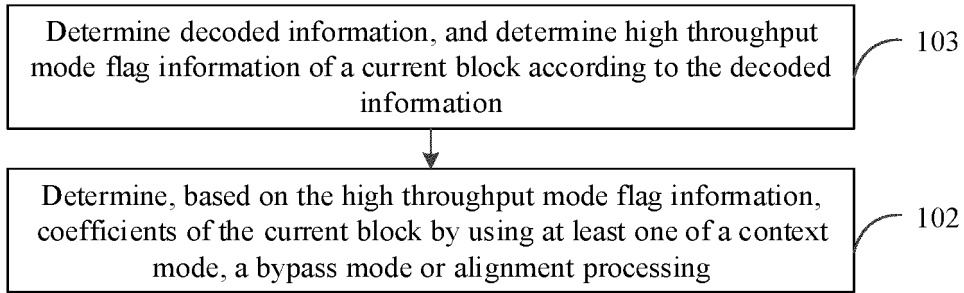 Determine decoded information, and determine high throughput
mode flag information of a current block according to the decoded
information
103
Determine, based on the high throughput mode flag information,
coefficients of the current block by using at least one of a context
mode, a bypass mode or alignment processing
102